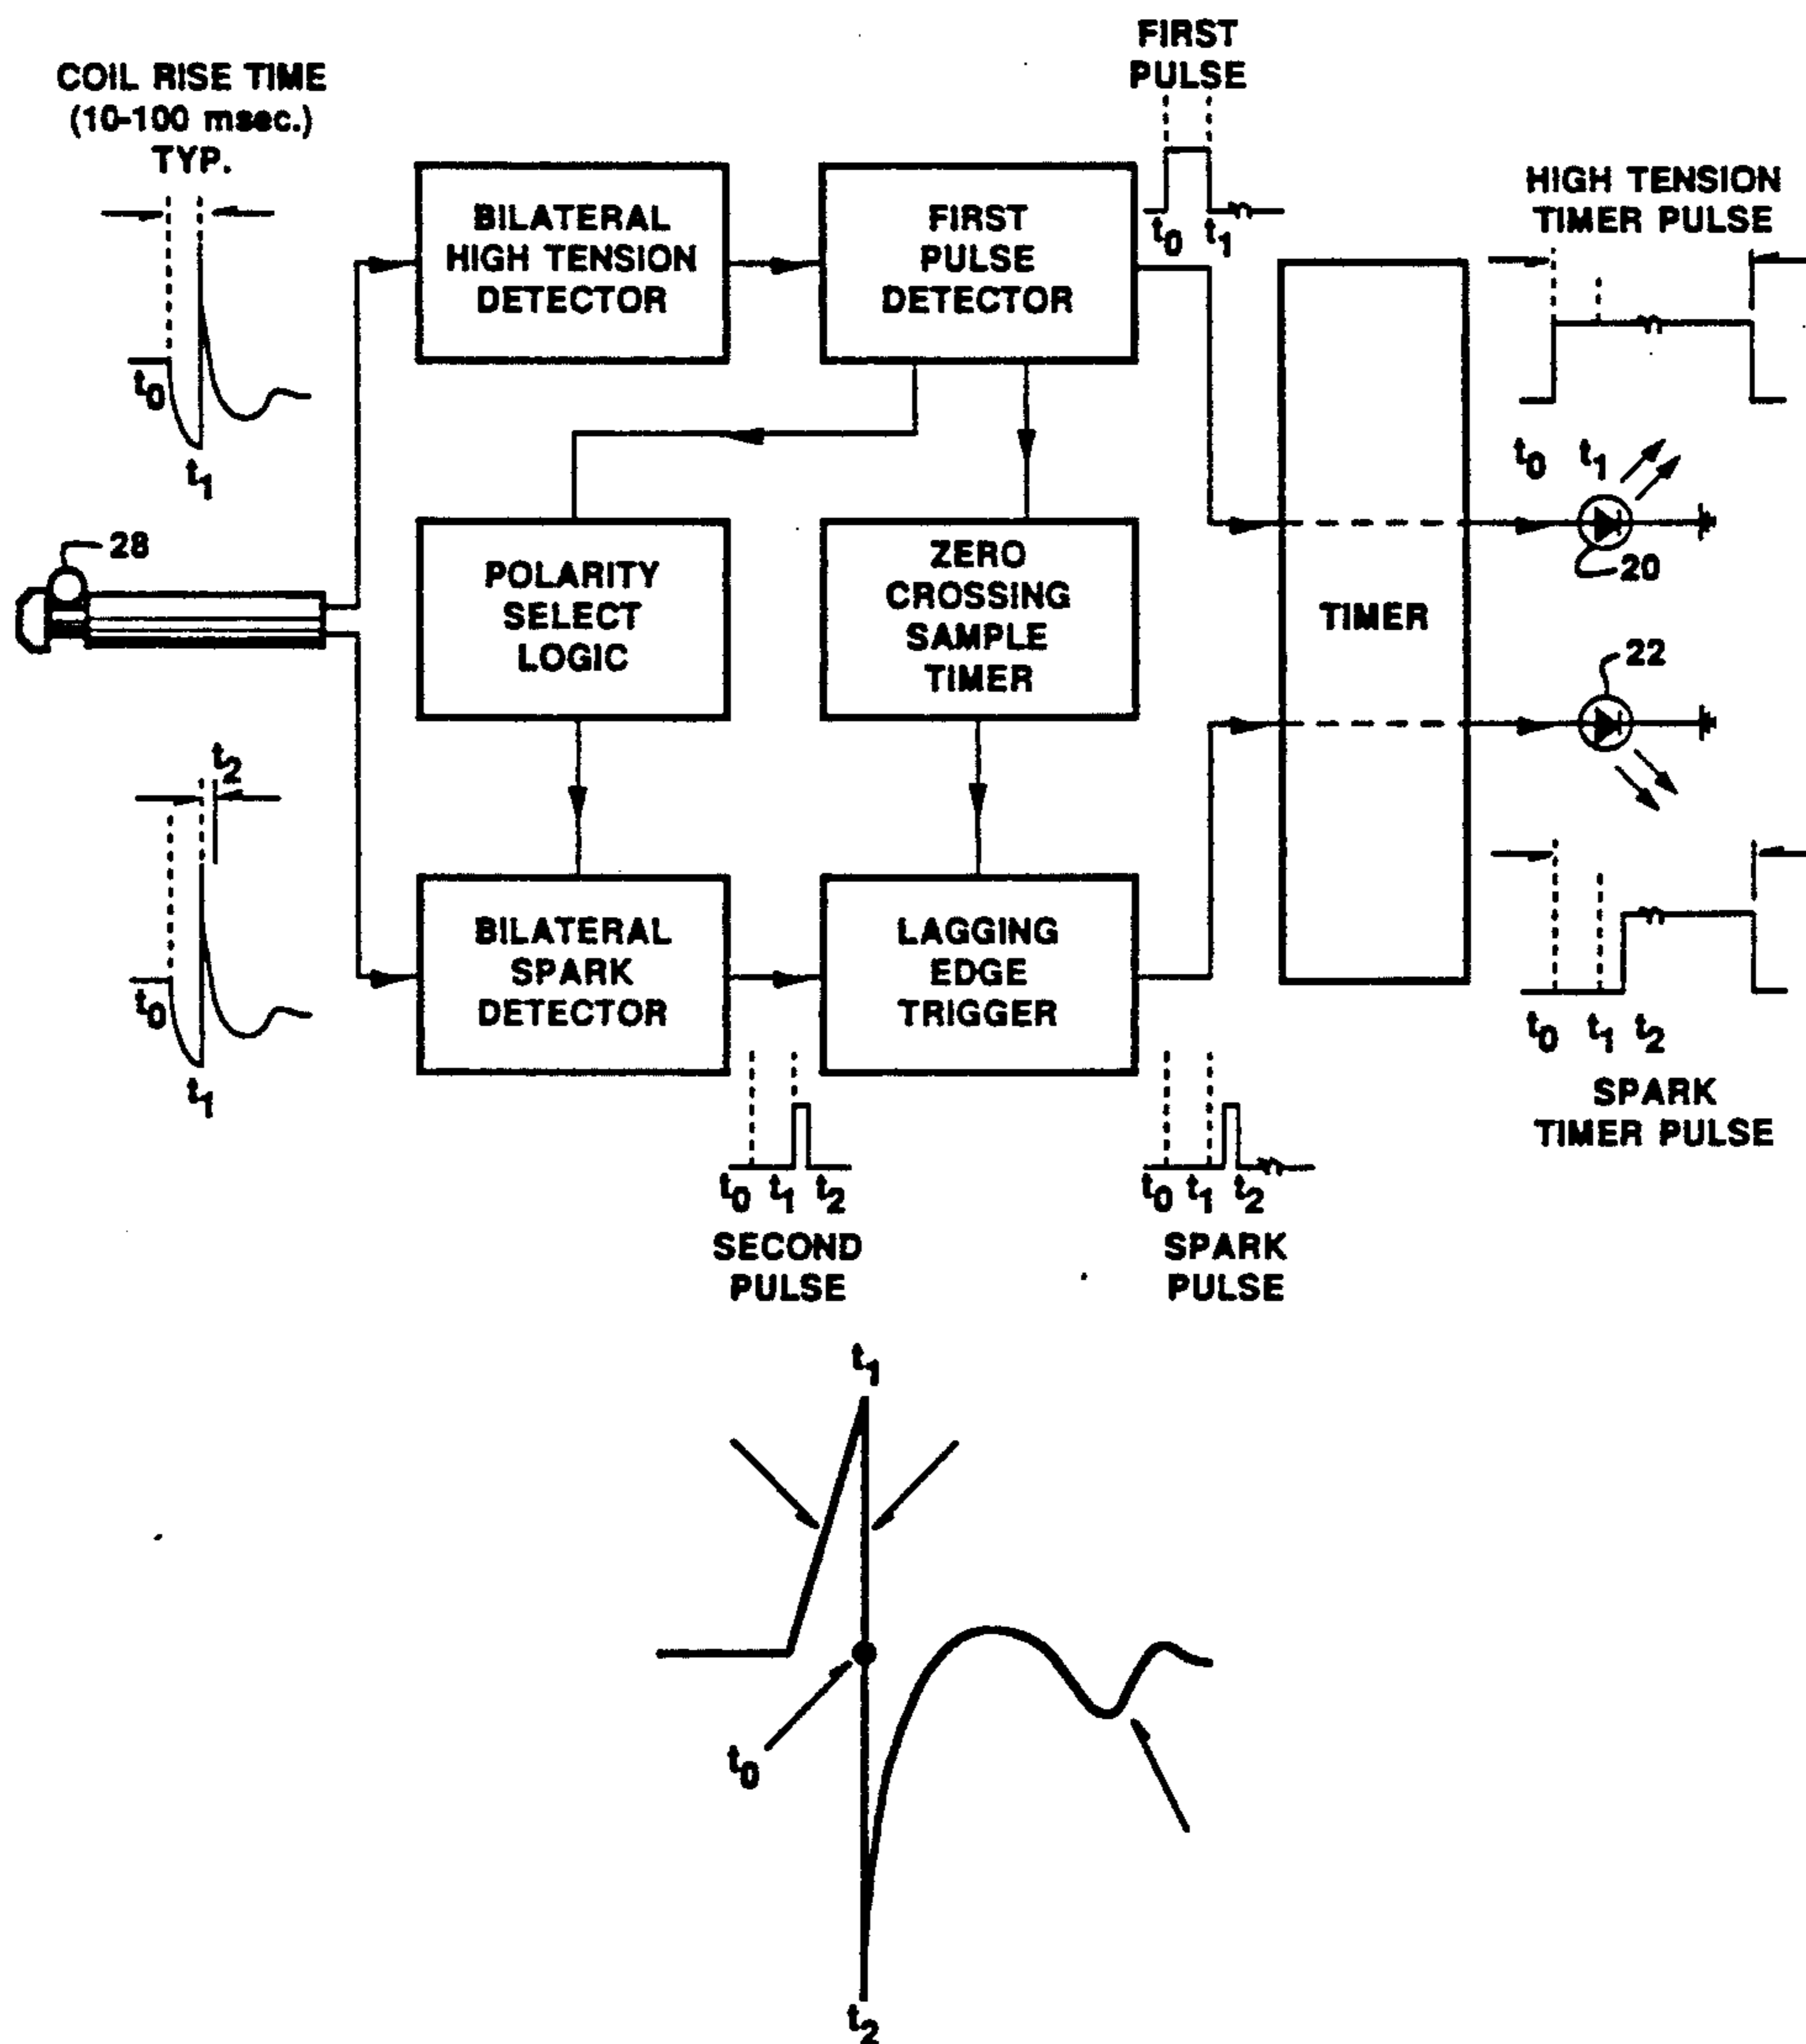 FIRST
PULSE
COIL RISE TIME
(10-100 msec.)
TYP.
t0
t1
BILATERAL
HIGH TENSION
DETECTOR
FIRST
PULSE
DETECTOR
t0 t1
HIGH TENSION
TIMER PULSE
t0 t1
28
POLARITY
SELECT
LOGIC
ZERO
CROSSING
SAMPLE
TIMER
TIMER
20
22
t2
t0
t1
BILATERAL
SPARK
DETECTOR
LAGGING
EDGE
TRIGGER
t0 t1 t2
SPARK
TIMER PULSE
t0 t1 t2
SECOND
PULSE
t0 t1 t2
SPARK
PULSE
t1
t0
t2